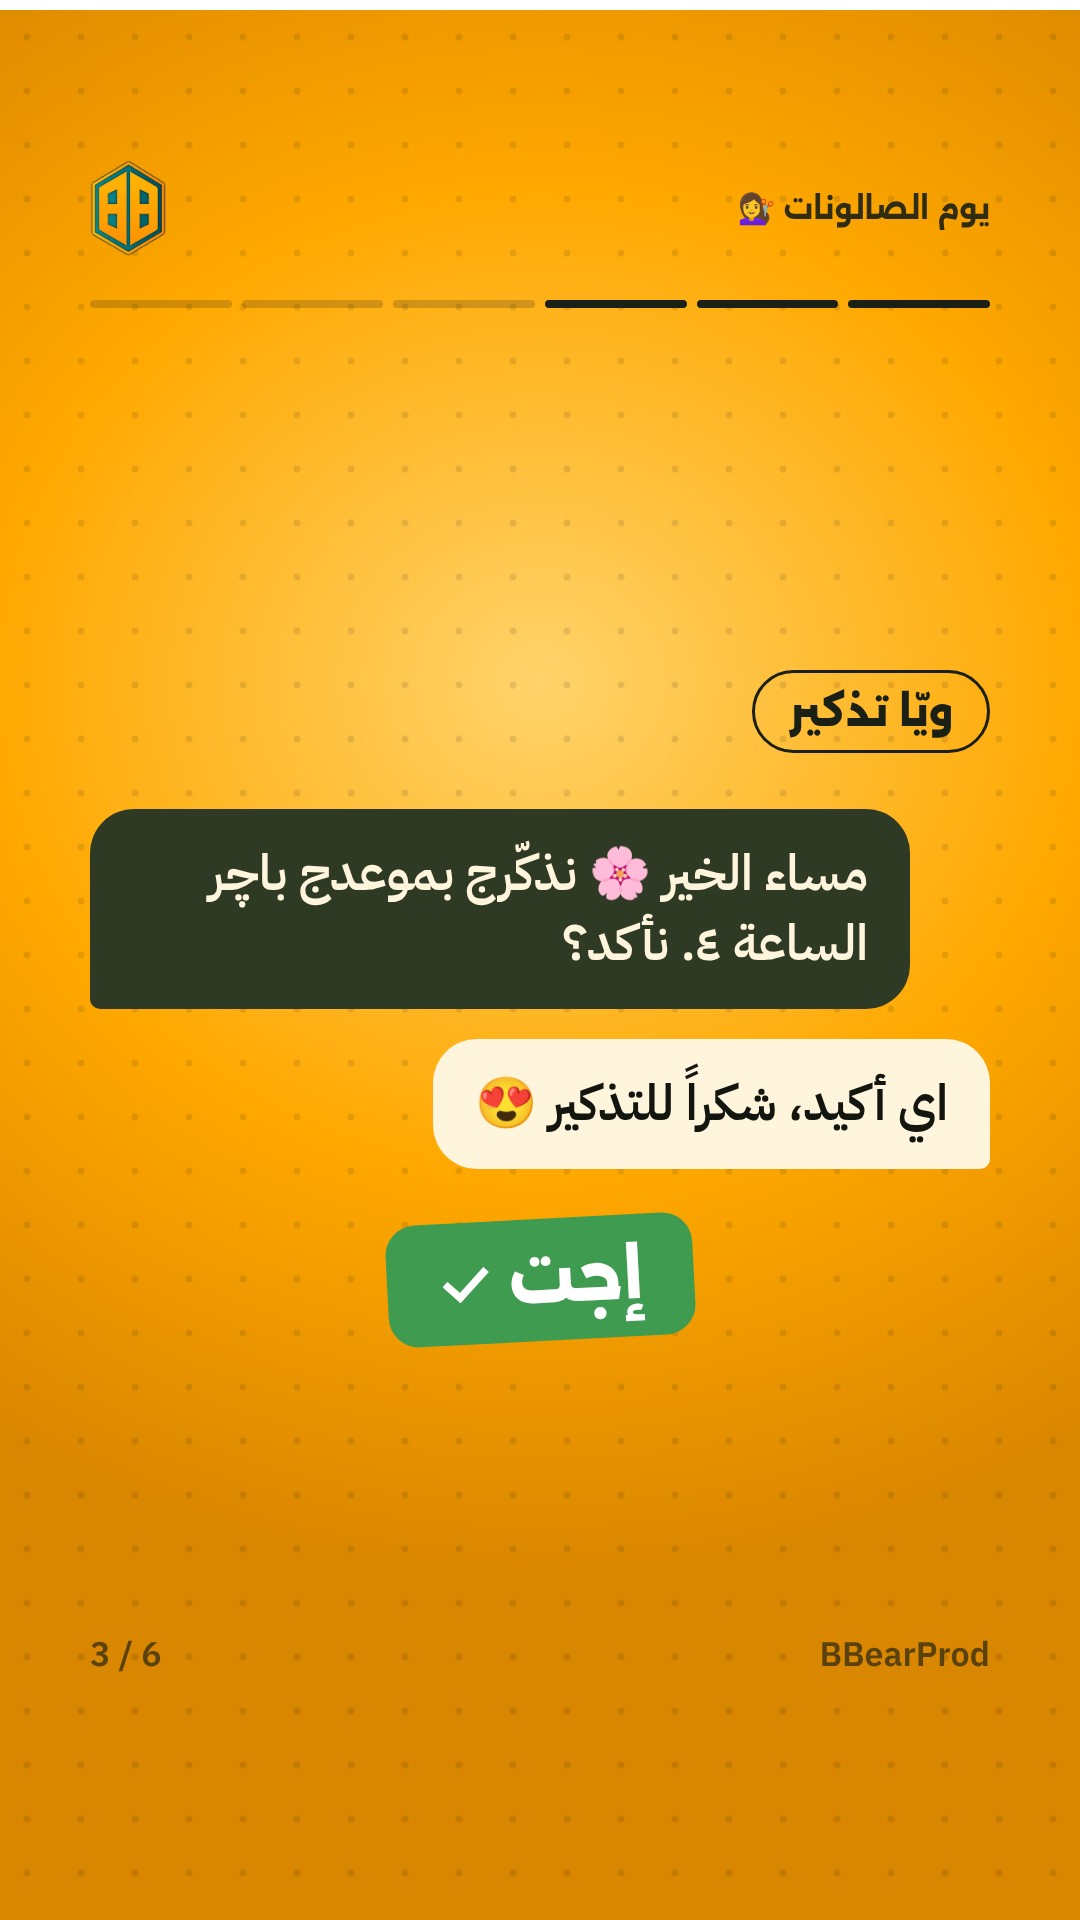 يوم الصالونات 💇‍♀️
ويّا تذكير
مساء الخير 🌸 نذكّرج بموعدج باچر
الساعة ٤. نأكد؟
اي أكيد، شكراً للتذكير 😍
إجت ✓
BBearProd
3 / 6